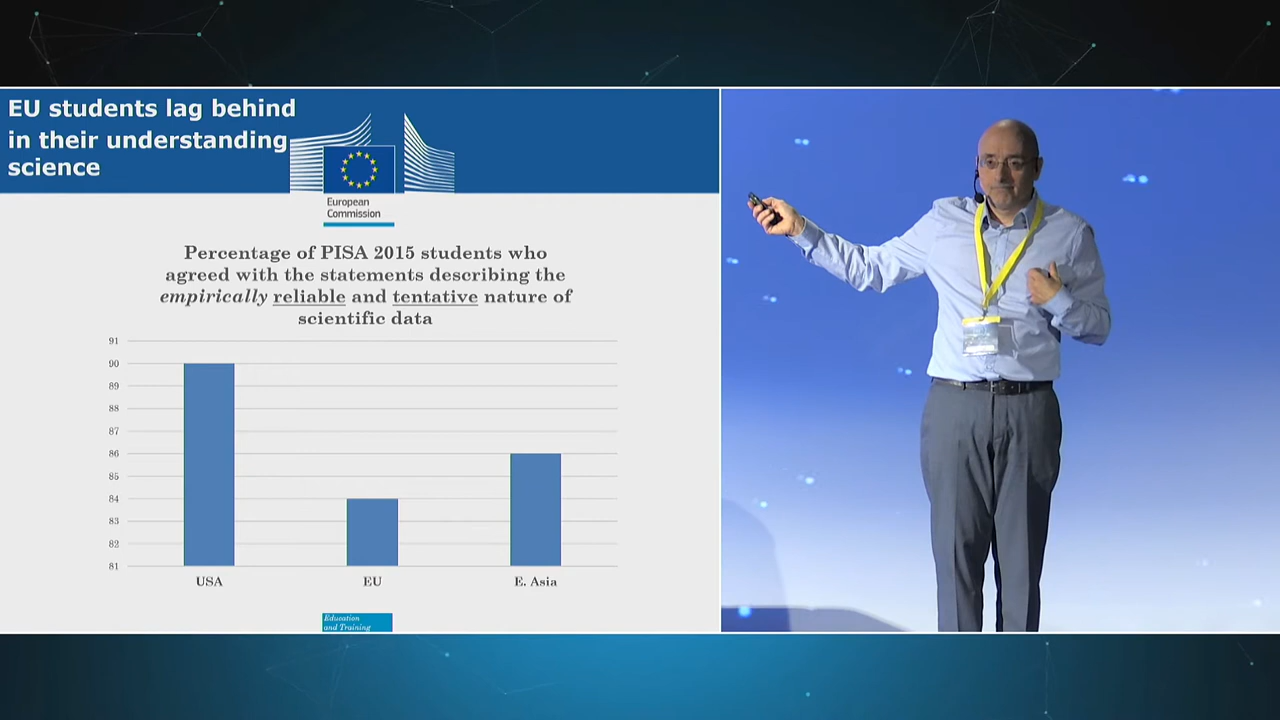 EU students lag behind
in their understanding
science
European
Commission
Percentage of PISA 2015 students who
agreed with the statements describing the
empirically reliable and tentative nature of
scientific data
91
90
89
88
87
86
85
84
83
82
81
USA EU E. Asia
Education
and Training